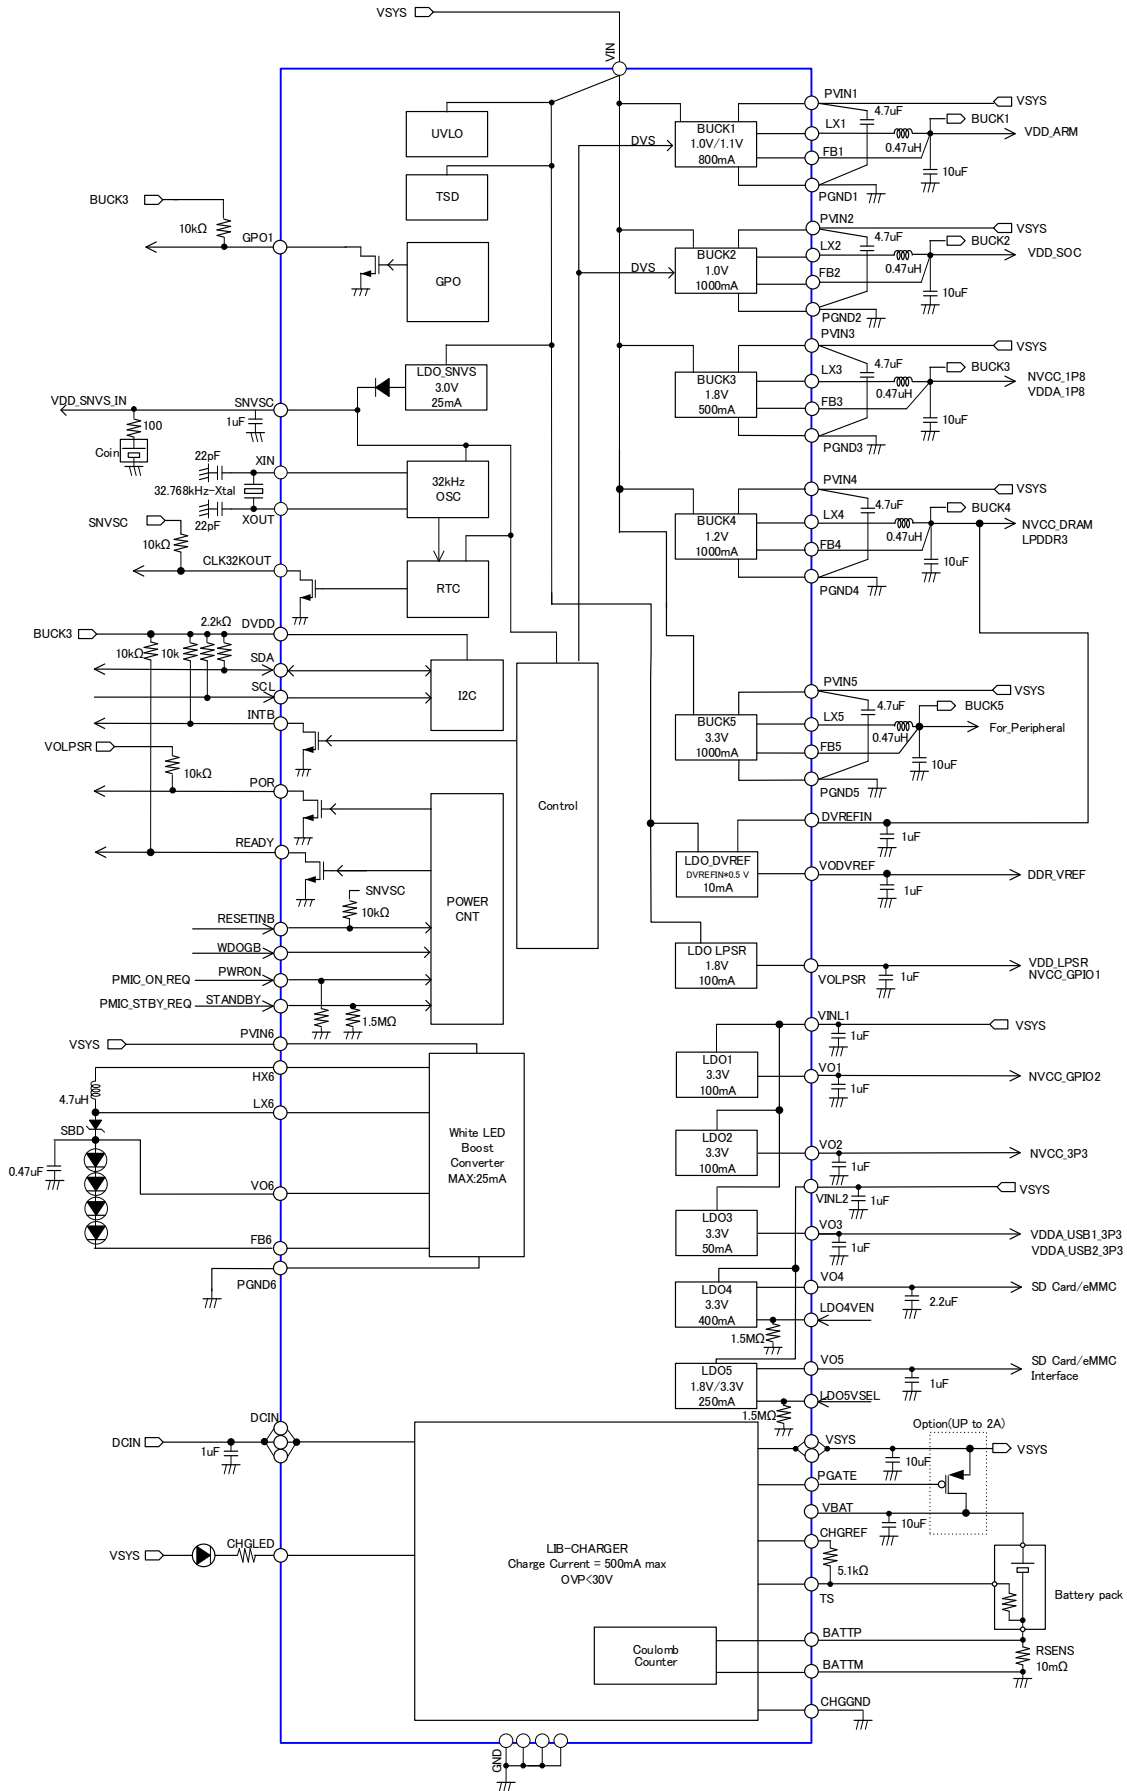 VSYS
VIN
UVLO
TSD
BUCK3
10kΩ
GPO1
GPO
LDO_SNVS
3.0V
25mA
VDD_SNVS_IN
SNVSC
100
1uF
Coin
22pF
XIN
32.768kHz-Xtal
22pF
XOUT
32kHz
OSC
SNVSC
10kΩ
CLK32KOUT
RTC
2.2kΩ
DVDD
BUCK3
10kΩ
10k
SDA
SCL
I2C
INTB
VOLPSR
10kΩ
POR
READY
SNVSC
10kΩ
POWER
CNT
Control
RESETINB
WDOGB
PMIC_ON_REQ
PWRON
PMIC_STBY_REQ
STANDBY
1.5MΩ
PVIN6
VSYS
HX6
4.7uH
LX6
SBD
0.47uF
VO6
FB6
PGND6
White LED
Boost
Converter
MAX:25mA
DVS
BUCK1
1.0V/1.1V
800mA
PVIN1
4.7uF
VSYS
LX1
BUCK1
0.47uH
VDD_ARM
FB1
10uF
PGND1
DVS
BUCK2
1.0V
1000mA
PVIN2
4.7uF
VSYS
LX2
BUCK2
0.47uH
VDD_SOC
FB2
10uF
PGND2
BUCK3
1.8V
500mA
PVIN3
4.7uF
VSYS
LX3
BUCK3
0.47uH
NVCC_1P8
VDDA_1P8
FB3
10uF
PGND3
BUCK4
1.2V
1000mA
PVIN4
4.7uF
VSYS
LX4
BUCK4
0.47uH
NVCC_DRAM
LPDDR3
FB4
10uF
PGND4
BUCK5
3.3V
1000mA
PVIN5
4.7uF
VSYS
LX5
BUCK5
0.47uH
For_Peripheral
FB5
10uF
PGND5
DVREFIN
1uF
LDO_DVREF
DVREFIN*0.5 V
10mA
VODVREF
1uF
DDR_VREF
LDO LPSR
1.8V
100mA
VOLPSR
1uF
VDD_LPSR
NVCC_GPIO1
VINL1
1uF
VSYS
LDO1
3.3V
100mA
VO1
1uF
NVCC_GPIO2
LDO2
3.3V
100mA
VO2
1uF
NVCC_3P3
VINL2
1uF
VSYS
LDO3
3.3V
50mA
VO3
1uF
VDDA_USB1_3P3
VDDA_USB2_3P3
LDO4
3.3V
400mA
VO4
2.2uF
SD Card/eMMC
LDO4VEN
1.5MΩ
LDO5
1.8V/3.3V
250mA
VO5
1uF
SD Card/eMMC
Interface
LDO5VSEL
1.5MΩ
DCIN
DCIN
1uF
VSYS
CHGLED
LIB-CHARGER
Charge Current = 500mA max
OVP<30V
Coulomb
Counter
Option(UP to 2A)
VSYS
VSYS
10uF
PGATE
VBAT
10uF
CHGREF
5.1kΩ
TS
Battery pack
BATTP
RSENS
10mΩ
BATTM
CHGGND
GND